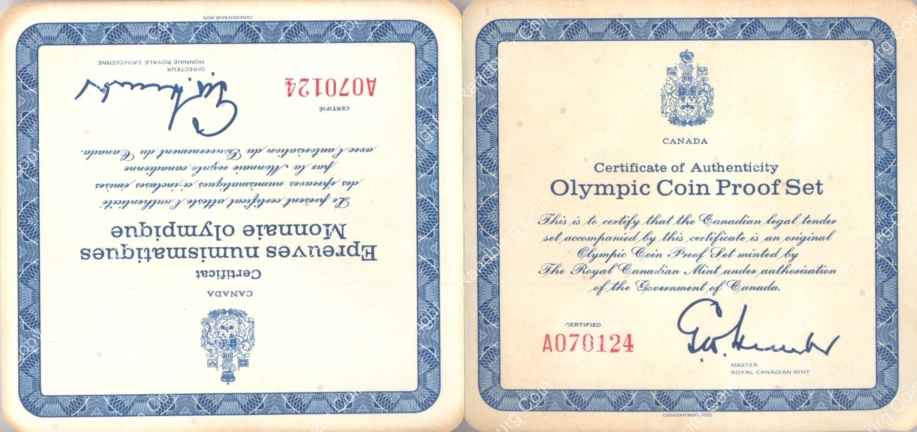 CANADA
Certificat
Epreuves numismatiques
Monnaie olympique
Le présent certificat atteste l'authenticité
des épreuves numismatiques ci-incluses émises
par la Monnaie royale canadienne
avec l'autorisation du Gouvernement du Canada.
CERTIFIÉ
A070124
DIRECTEUR
MONNAIE ROYALE CANADIENNE
CANADA
Certificate of Authenticity
Olympic Coin Proof Set
This is to certify that the Canadian legal tender
set accompanied by this certificate is an original
Olympic Coin Proof Set minted by
The Royal Canadian Mint under authorization
of the Government of Canada.
CERTIFIED
A070124
MASTER
ROYAL CANADIAN MINT